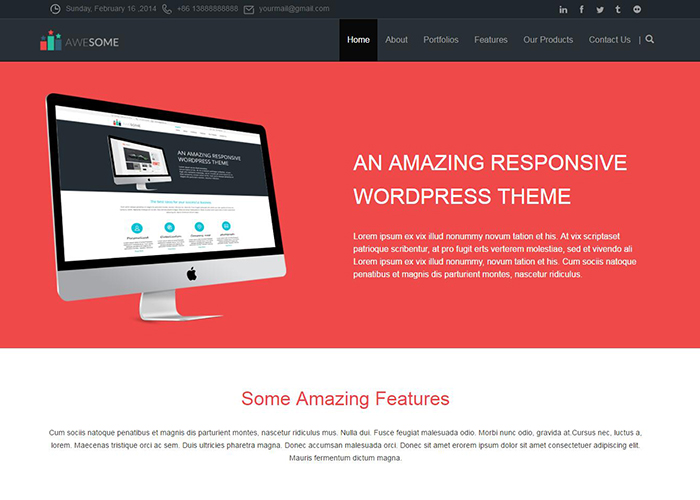 Sunday, February 16 ,2014 +86 13888888888 yourmail@gmail.com
AWESOME
Home About Portfolios Features Our Products Contact Us |
AN AMAZING RESPONSIVE
WORDPRESS THEME
AN AMAZING RESPONSIVE
WORDPRESS THEME
Lorem ipsum ex vix illud nonummy novum tation et his. At vix scriptaset
patrioque scribentur, at pro fugit erts verterem molestiae, sed et vivendo ali
Lorem ipsum ex vix illud nonummy, novum tation et his. Cum sociis natoque
penatibus et magnis dis parturient montes, nascetur ridiculus.
Some Amazing Features
Cum sociis natoque penatibus et magnis dis parturient montes, nascetur ridiculus mus. Nulla dui. Fusce feugiat malesuada odio. Morbi nunc odio, gravida at.Cursus nec, luctus a,
lorem. Maecenas tristique orci ac sem. Duis ultricies pharetra magna. Donec accumsan malesuada orci. Donec sit amet erorem ipsum dolor sit amet consectetuer adipiscing elit.
Mauris fermentum dictum magna.